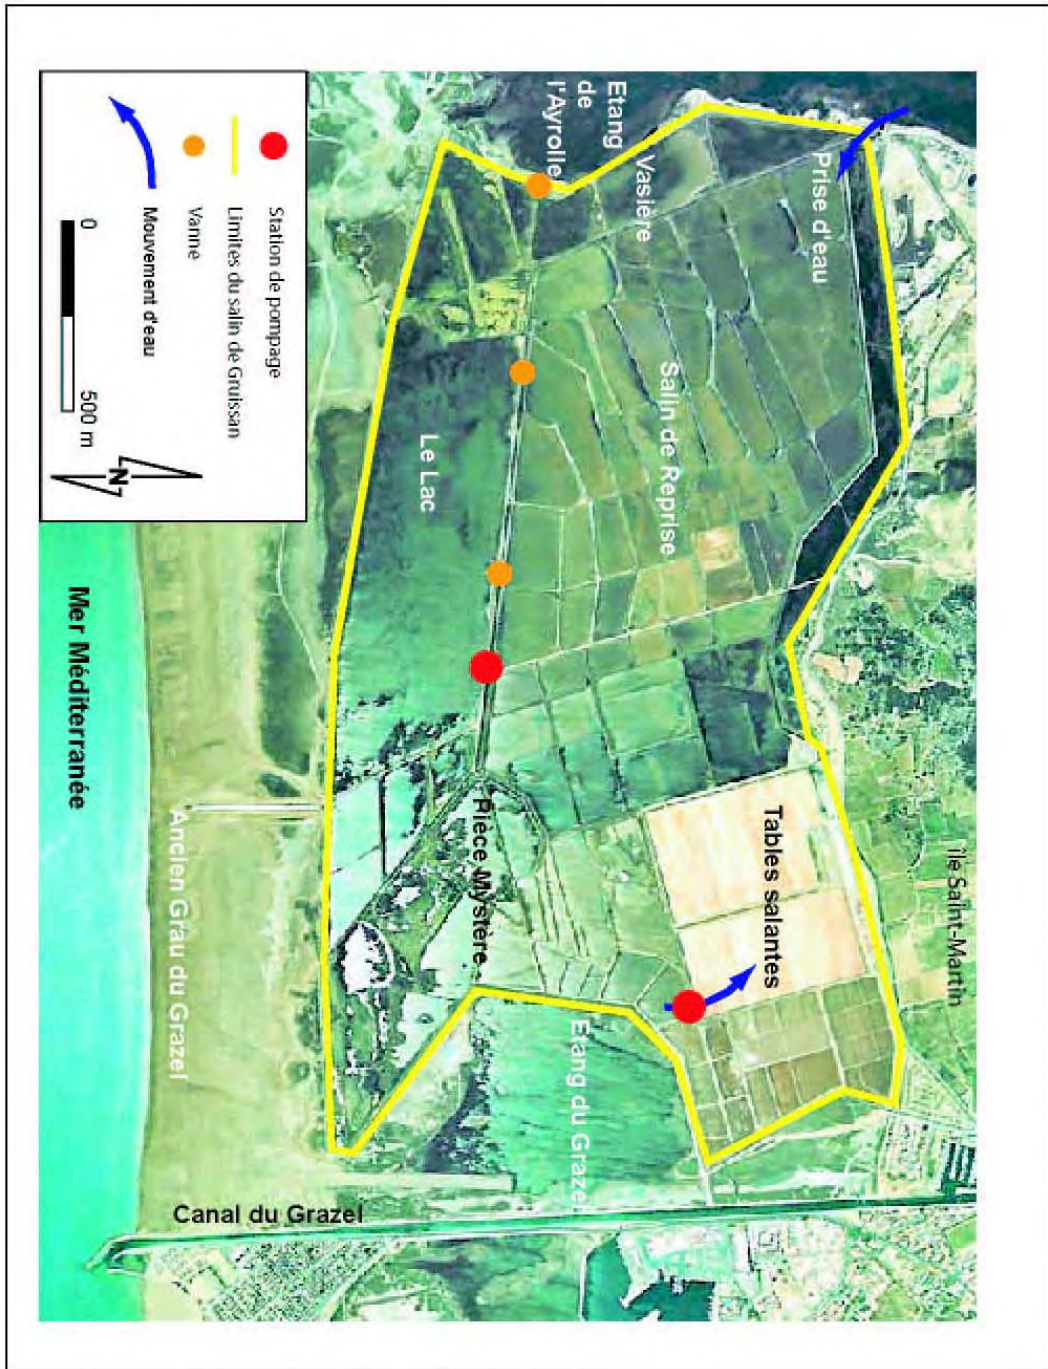 Etang
de
l'Ayrolle
Vasière
Prise d'eau
Salin de Reprise
Le Lac
île Saint-Martin
Tables salantes
Pièce Mystère
Etang du Grazel
Ancien Grau du Grazel
Canal du Grazel
Mer Méditerranée
Station de pompage
Limites du salin de Gruissan
Vanne
Mouvement d'eau
0 500 m
N